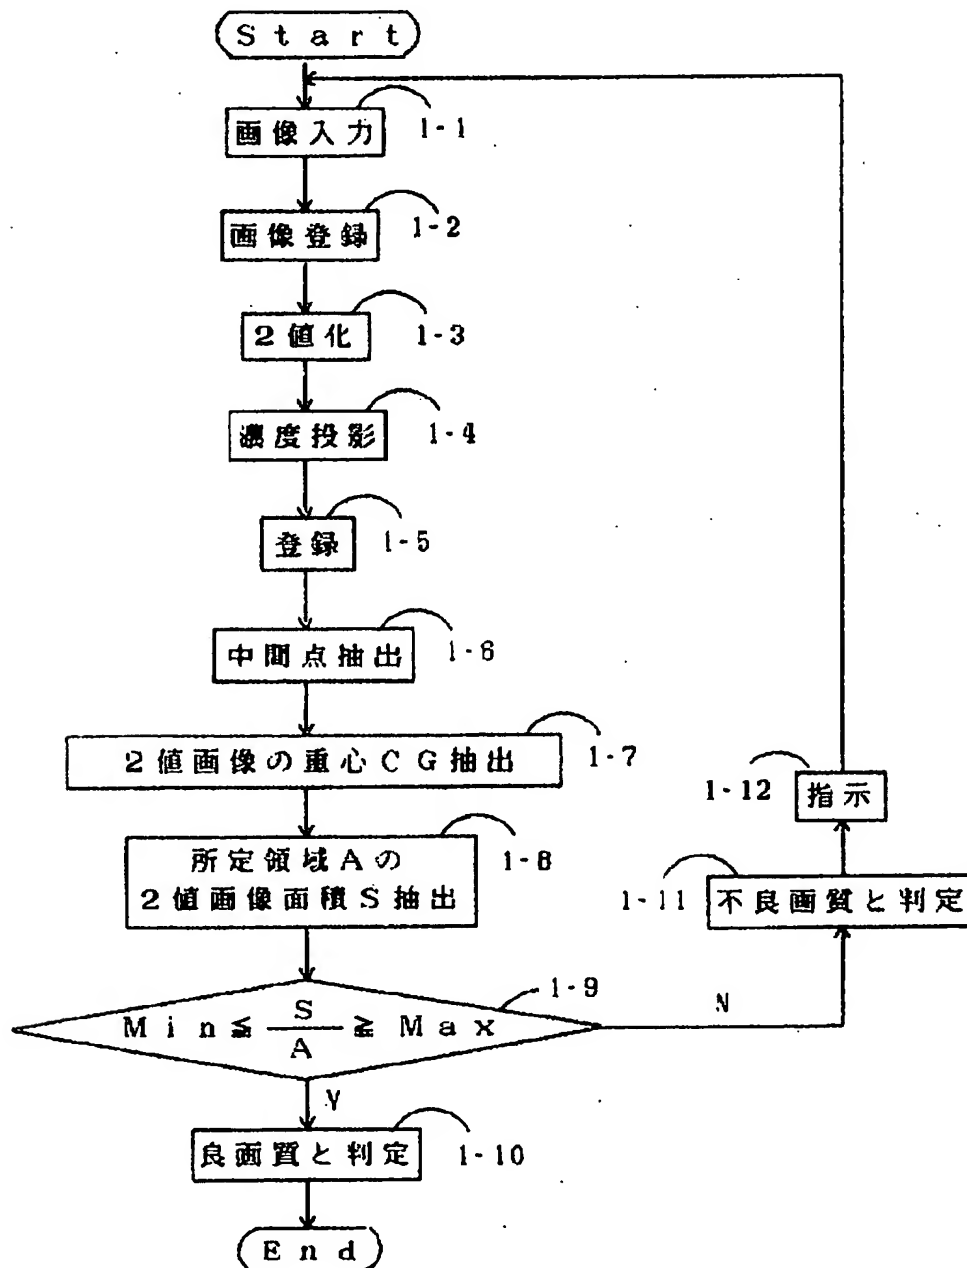 Start
画像入力
1-1
画像登録
1-2
2値化
1-3
濃度投影
1-4
登録
1-5
中間点抽出
1-6
2値画像の重心CG抽出
1-7
所定領域Aの
2値画像面積S抽出
1-8
Min≦ S/A ≧Max
1-9
N
Y
良画質と判定
1-10
End
1-11
不良画質と判定
1-12
指示